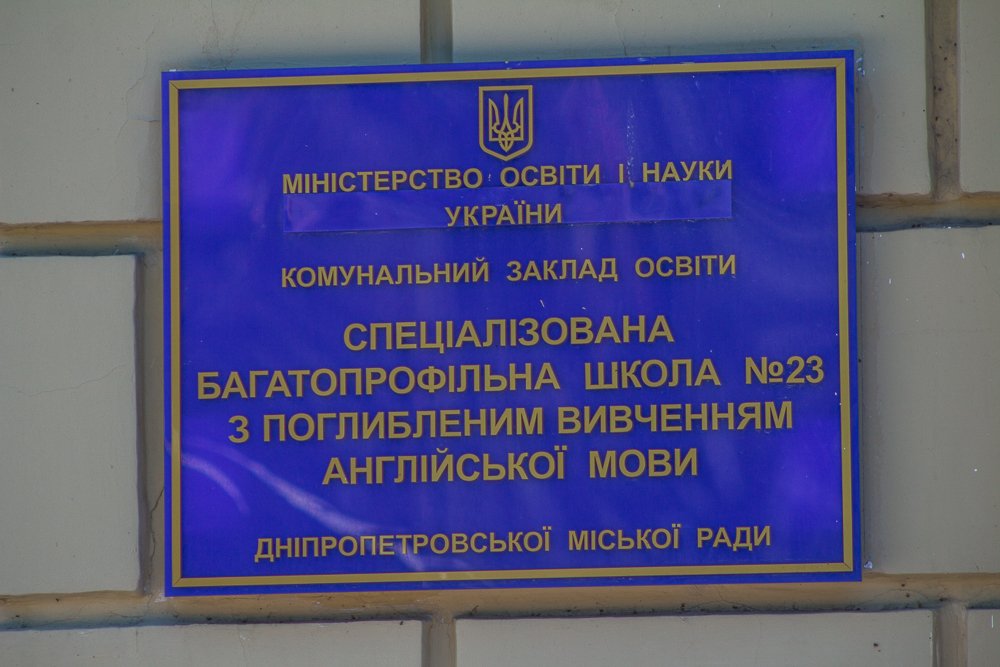 МІНІСТЕРСТВО ОСВІТИ І НАУКИ
УКРАЇНИ
КОМУНАЛЬНИЙ ЗАКЛАД ОСВІТИ
СПЕЦІАЛІЗОВАНА
БАГАТОПРОФІЛЬНА ШКОЛА №23
З ПОГЛИБЛЕНИМ ВИВЧЕННЯМ
АНГЛІЙСЬКОЇ МОВИ
ДНІПРОПЕТРОВСЬКОЇ МІСЬКОЇ РАДИ